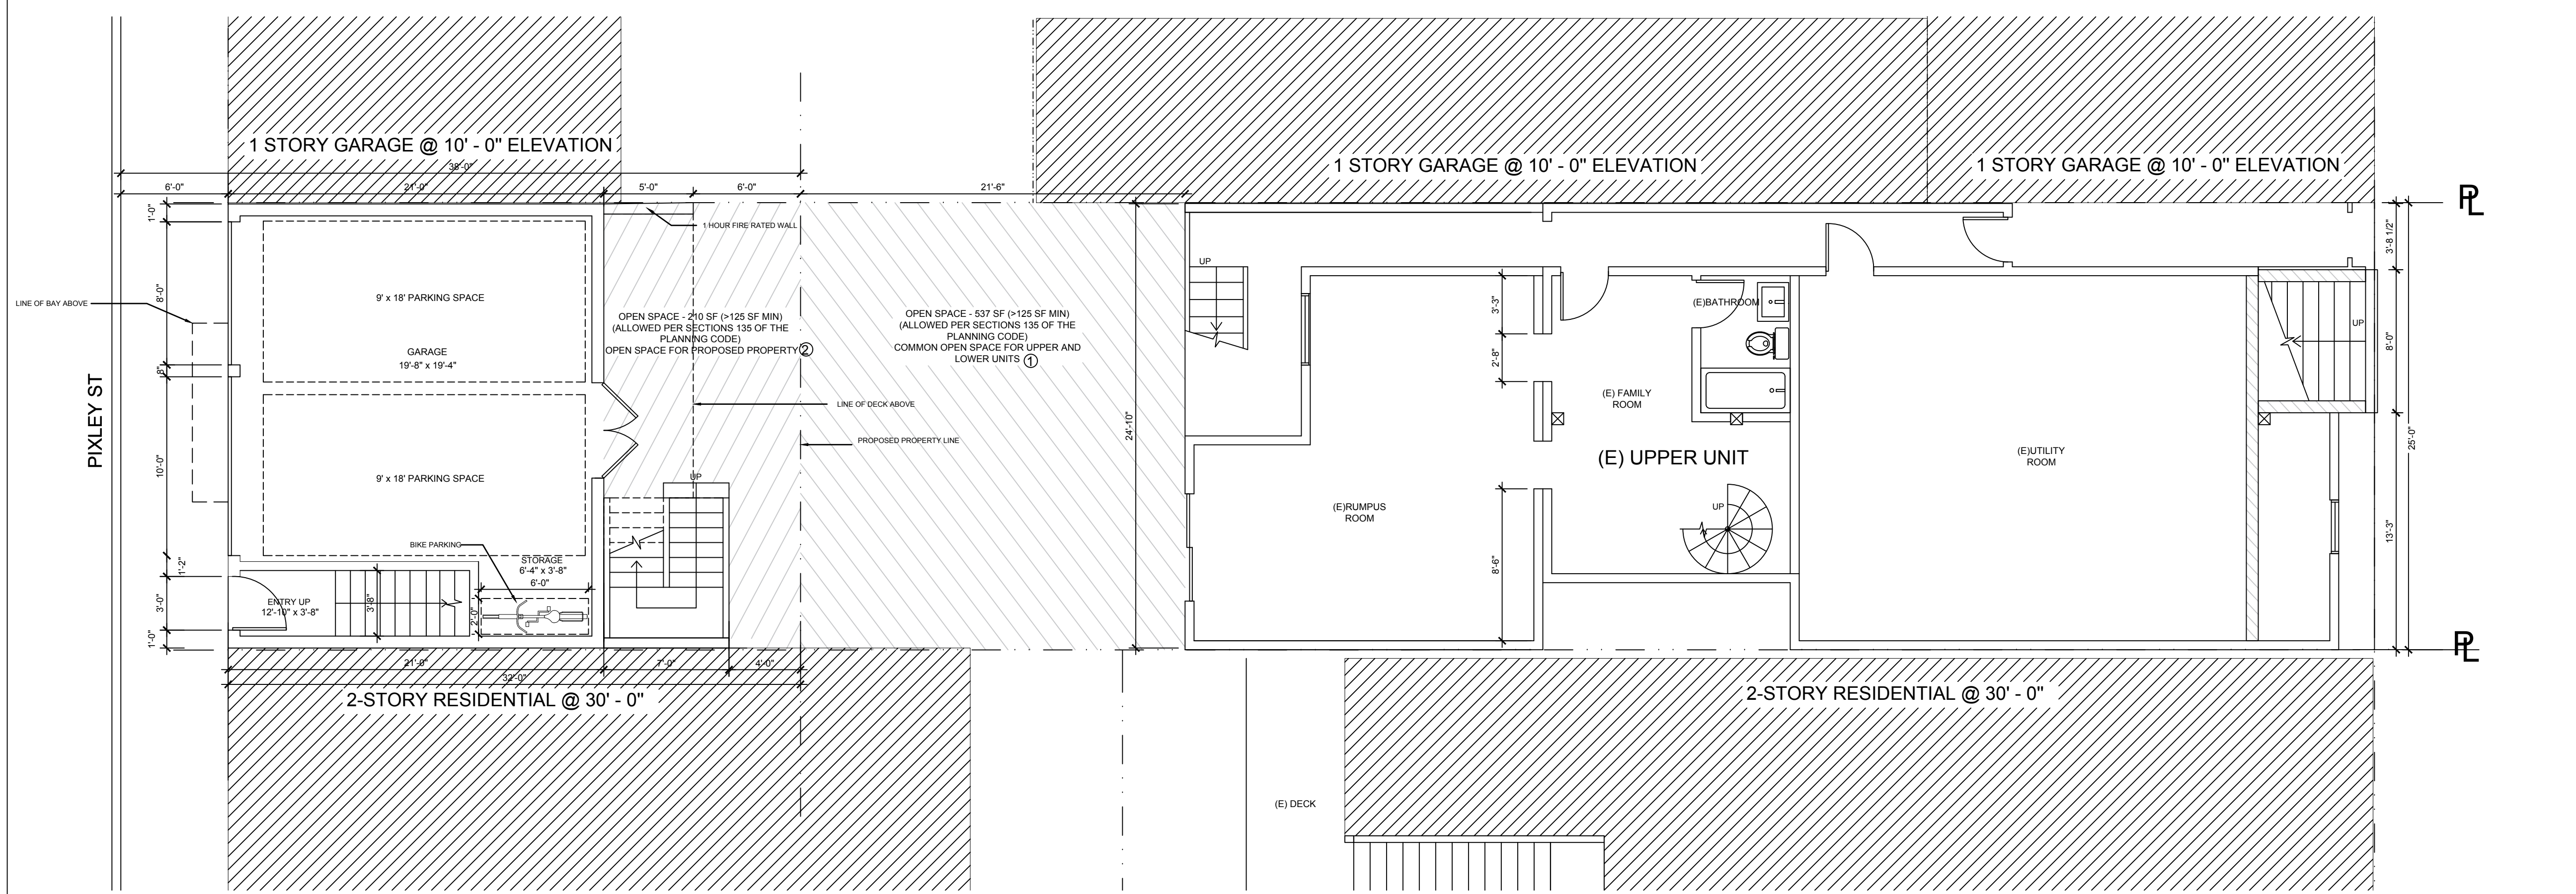 1 STORY GARAGE @ 10' - 0" ELEVATION
1 STORY GARAGE @ 10' - 0" ELEVATION
1 STORY GARAGE @ 10' - 0" ELEVATION
38'-0"
6'-0"
21'-0"
5'-0"
6'-0"
21'-6"
PL
1'-0"
1 HOUR FIRE RATED WALL
3'-8 1/2"
UP
LINE OF BAY ABOVE
8'-0"
9' x 18' PARKING SPACE
OPEN SPACE - 210 SF (>125 SF MIN)
(ALLOWED PER SECTIONS 135 OF THE
PLANNING CODE)
OPEN SPACE FOR PROPOSED PROPERTY 2
OPEN SPACE - 537 SF (>125 SF MIN)
(ALLOWED PER SECTIONS 135 OF THE
PLANNING CODE)
COMMON OPEN SPACE FOR UPPER AND
LOWER UNITS 1
3'-3"
(E)BATHROOM
UP
8'-0"
GARAGE
19'-8" x 19'-4"
8"
2'-8"
PIXLEY ST
LINE OF DECK ABOVE
(E) FAMILY
ROOM
24'-10"
PROPOSED PROPERTY LINE
25'-0"
10'-0"
9' x 18' PARKING SPACE
UP
(E) UPPER UNIT
(E)UTILITY
ROOM
(E)RUMPUS
ROOM
UP
13'-3"
BIKE PARKING
1'-2"
STORAGE
6'-4" x 3'-8"
6'-0"
8'-6"
3'-0"
ENTRY UP
12'-10" x 3'-8"
3'-8"
2'-0"
1'-0"
PL
21'-0"
7'-0"
4'-0"
32'-0"
2-STORY RESIDENTIAL @ 30' - 0"
2-STORY RESIDENTIAL @ 30' - 0"
(E) DECK